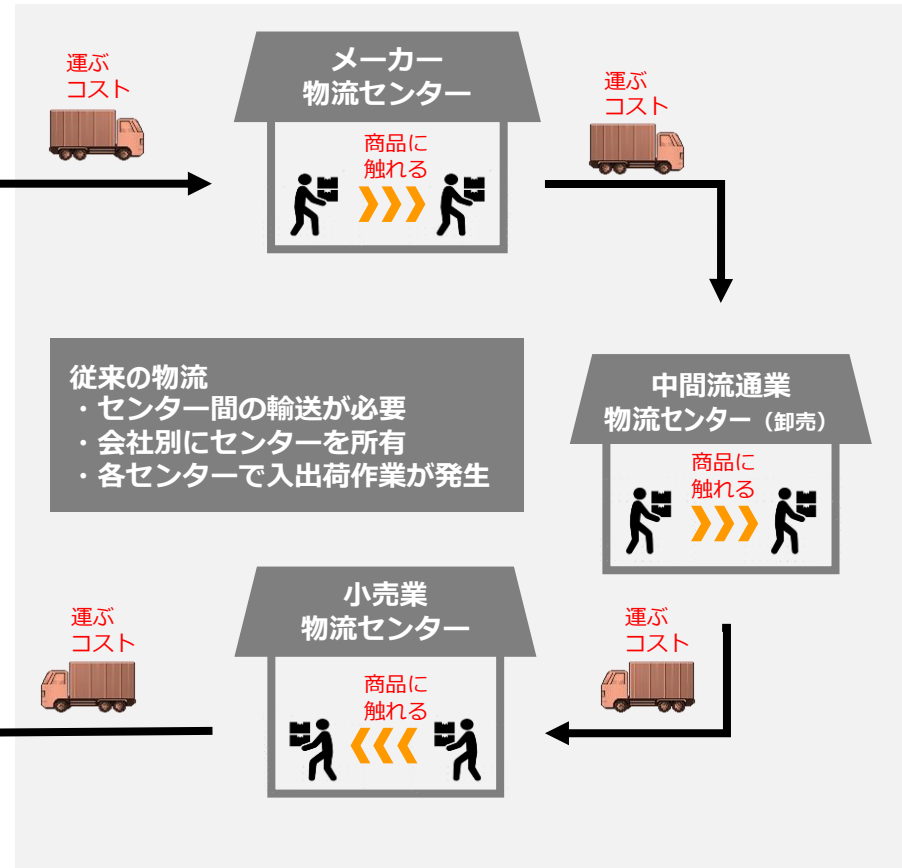 運ぶ
コスト
メーカー
物流センター
商品に
触れる
運ぶ
コスト
従来の物流
・センター間の輸送が必要
・会社別にセンターを所有
・各センターで入出荷作業が発生
中間流通業
物流センター（卸売）
商品に
触れる
運ぶ
コスト
小売業
物流センター
商品に
触れる
運ぶ
コスト